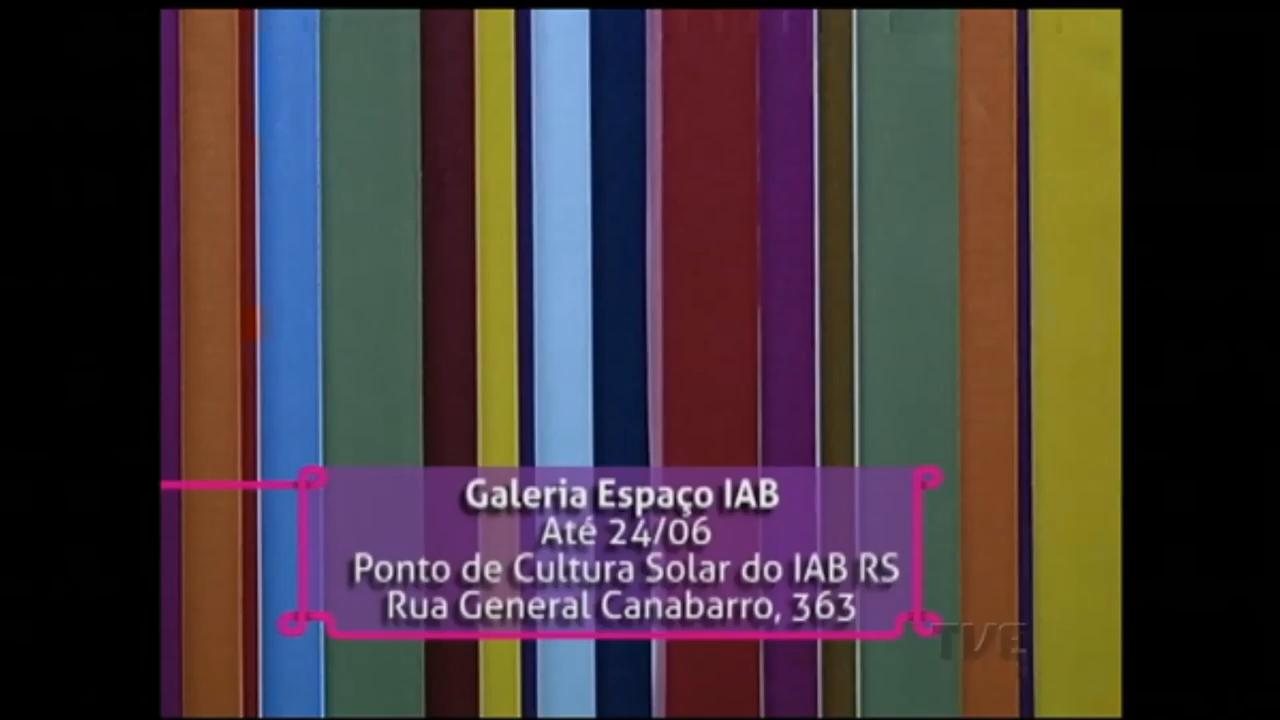 Galeria Espaço IAB
Até 24/06
Ponto de Cultura Solar do IAB RS
Rua General Canabarro, 363
TVE